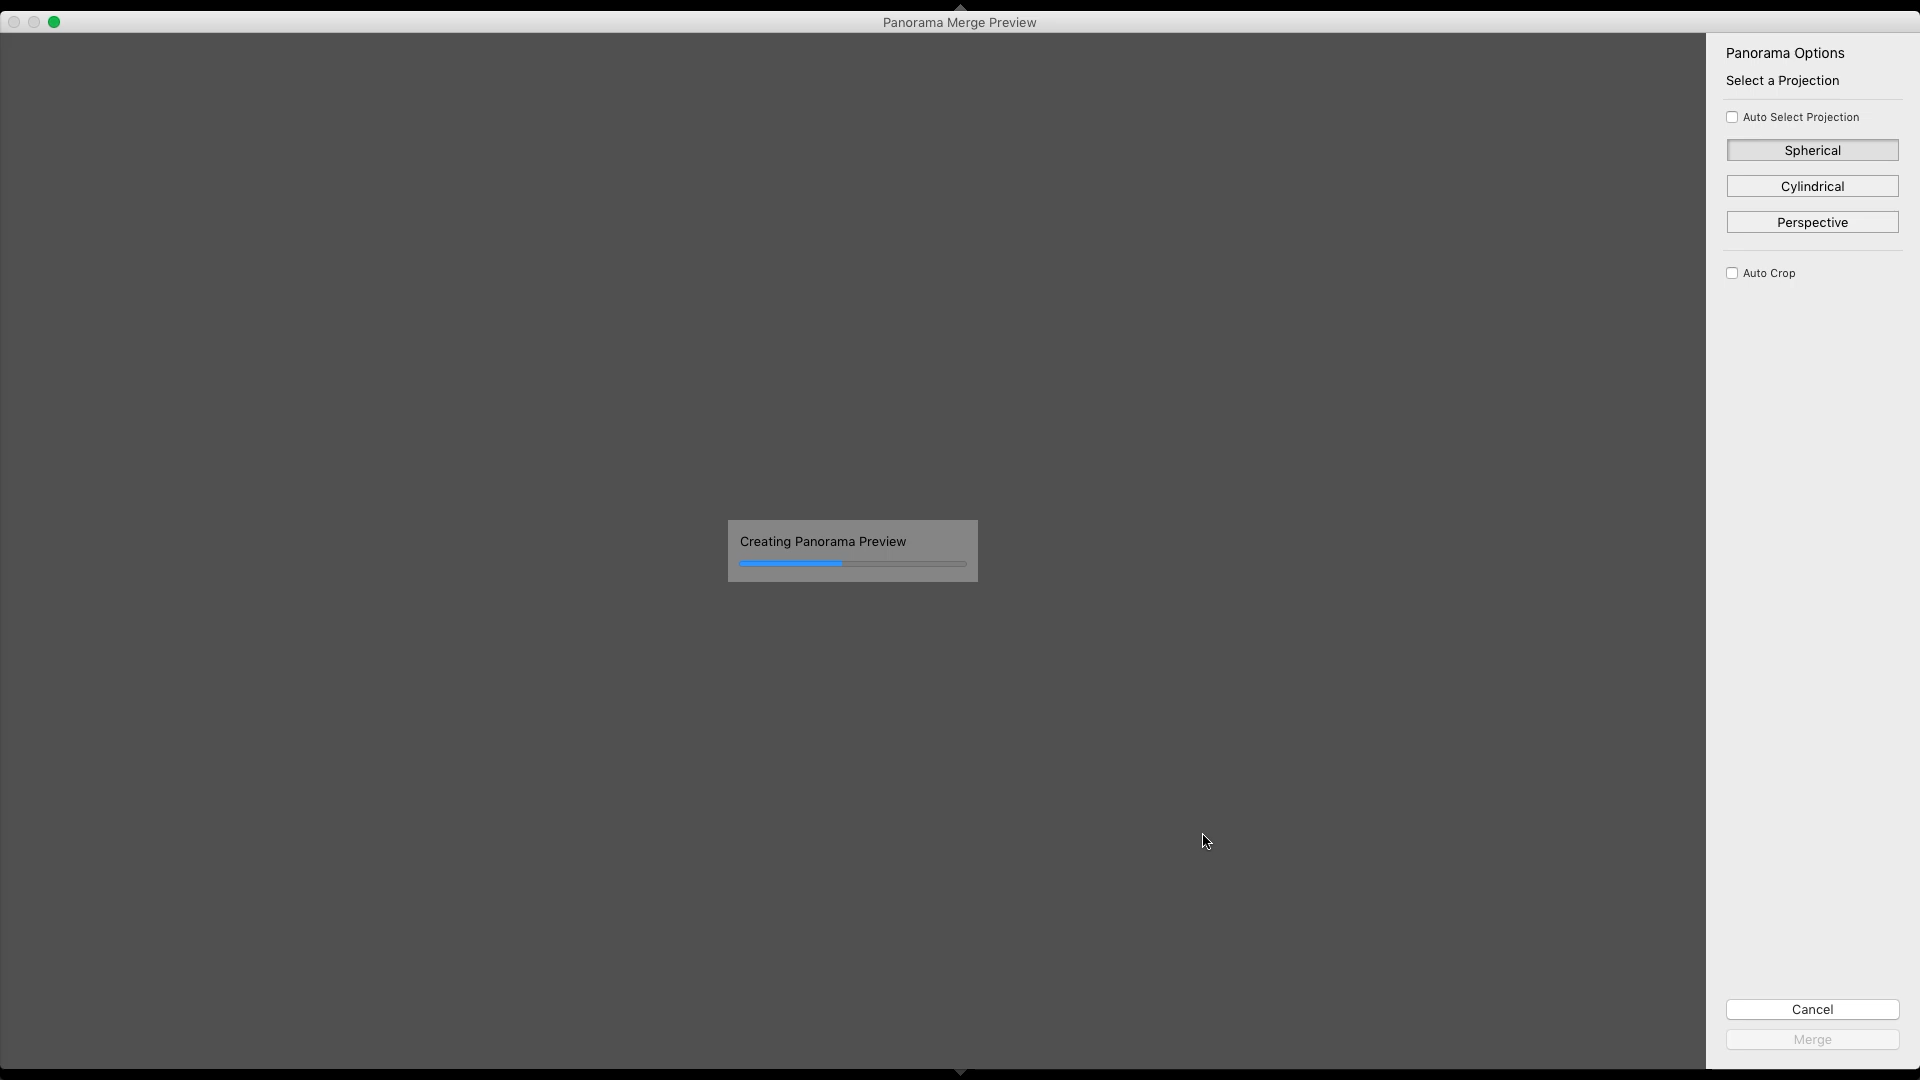 Panorama Merge Preview
Panorama Options
Select a Projection
Auto Select Projection
Spherical
Cylindrical
Perspective
Auto Crop
Creating Panorama Preview
Cancel
Merge